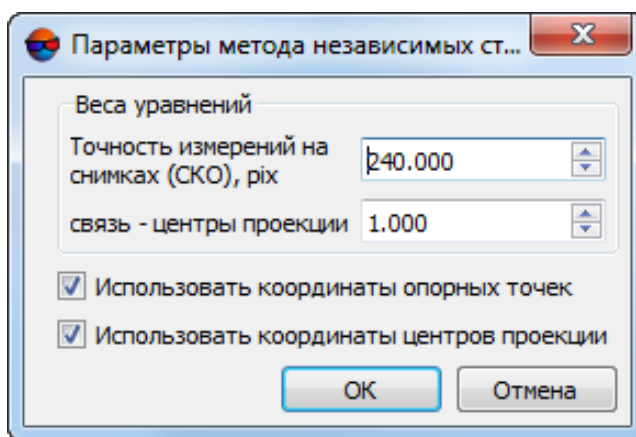 Параметры метода независимых ст...
Веса уравнений
Точность измерений на
снимках (СКО), pix
240.000
связь - центры проекции
1.000
Использовать координаты опорных точек
Использовать координаты центров проекции
OK
Отмена